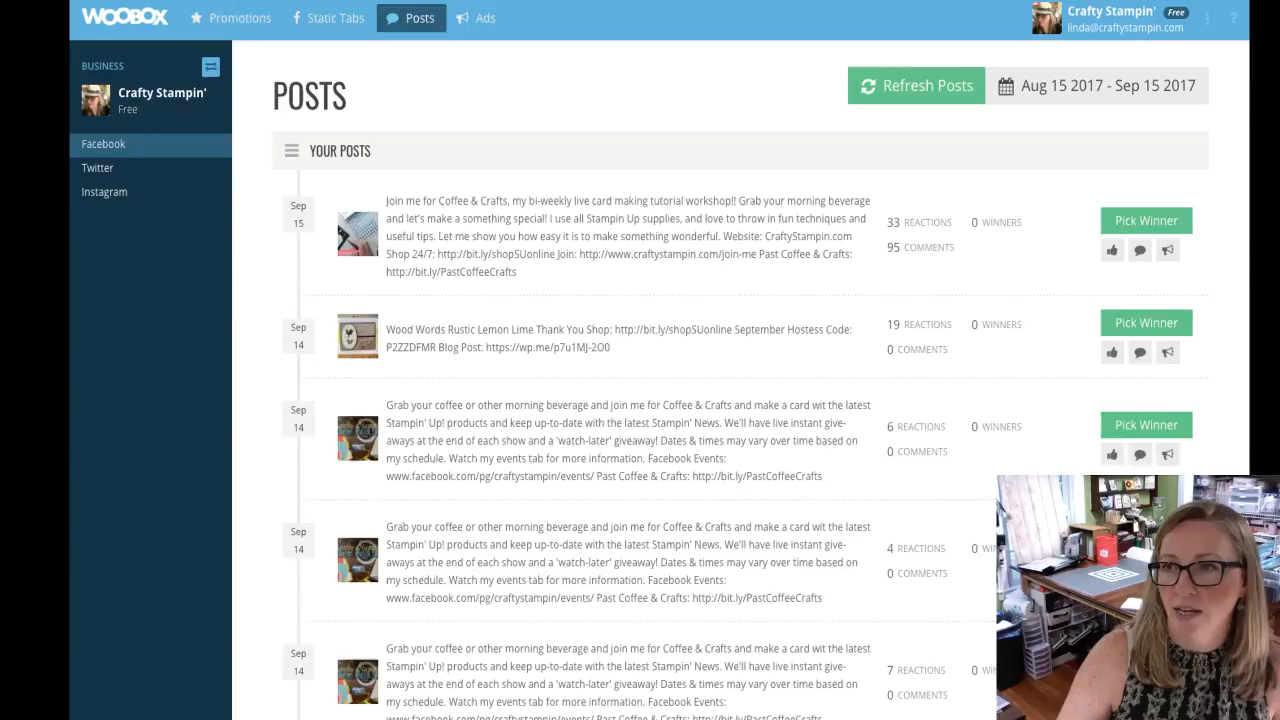 WOOBOX
Promotions
Static Tabs
Posts
Ads
Crafty Stampin' Free
linda@craftystampin.com
?
BUSINESS
Crafty Stampin'
Free
Facebook
Twitter
Instagram
POSTS
Refresh Posts
Aug 15 2017 - Sep 15 2017
YOUR POSTS
Sep
15
Join me for Coffee & Crafts, my bi-weekly live card making tutorial workshop!! Grab your morning beverage
and let's make a something special! I use all Stampin Up supplies, and love to throw in fun techniques and
useful tips. Let me show you how easy it is to make something wonderful. Website: CraftyStampin.com
Shop 24/7: http://bit.ly/shopSUonline Join: http://www.craftystampin.com/join-me Past Coffee & Crafts:
http://bit.ly/PastCoffeeCrafts
33 REACTIONS
0 WINNERS
95 COMMENTS
Pick Winner
Sep
14
Wood Words Rustic Lemon Lime Thank You Shop: http://bit.ly/shopSUonline September Hostess Code:
P2ZZDFMR Blog Post: https://wp.me/p7u1MJ-2O0
19 REACTIONS
0 WINNERS
0 COMMENTS
Pick Winner
Sep
14
Grab your coffee or other morning beverage and join me for Coffee & Crafts and make a card wit the latest
Stampin' Up! products and keep up-to-date with the latest Stampin' News. We'll have live instant give-
aways at the end of each show and a 'watch-later' giveaway! Dates & times may vary over time based on
my schedule. Watch my events tab for more information. Facebook Events:
www.facebook.com/pg/craftystampin/events/ Past Coffee & Crafts: http://bit.ly/PastCoffeeCrafts
6 REACTIONS
0 WINNERS
0 COMMENTS
Pick Winner
Sep
14
Grab your coffee or other morning beverage and join me for Coffee & Crafts and make a card wit the latest
Stampin' Up! products and keep up-to-date with the latest Stampin' News. We'll have live instant give-
aways at the end of each show and a 'watch-later' giveaway! Dates & times may vary over time based on
my schedule. Watch my events tab for more information. Facebook Events:
www.facebook.com/pg/craftystampin/events/ Past Coffee & Crafts: http://bit.ly/PastCoffeeCrafts
4 REACTIONS
0 WIN
0 COMMENTS
Sep
14
Grab your coffee or other morning beverage and join me for Coffee & Crafts and make a card wit the latest
Stampin' Up! products and keep up-to-date with the latest Stampin' News. We'll have live instant give-
aways at the end of each show and a 'watch-later' giveaway! Dates & times may vary over time based on
my schedule. Watch my events tab for more information. Facebook Events:
www.facebook.com/pg/craftystampin/events/ Past Coffee & Crafts: http://bit.ly/PastCoffeeCrafts
7 REACTIONS
0 WIN
0 COMMENTS